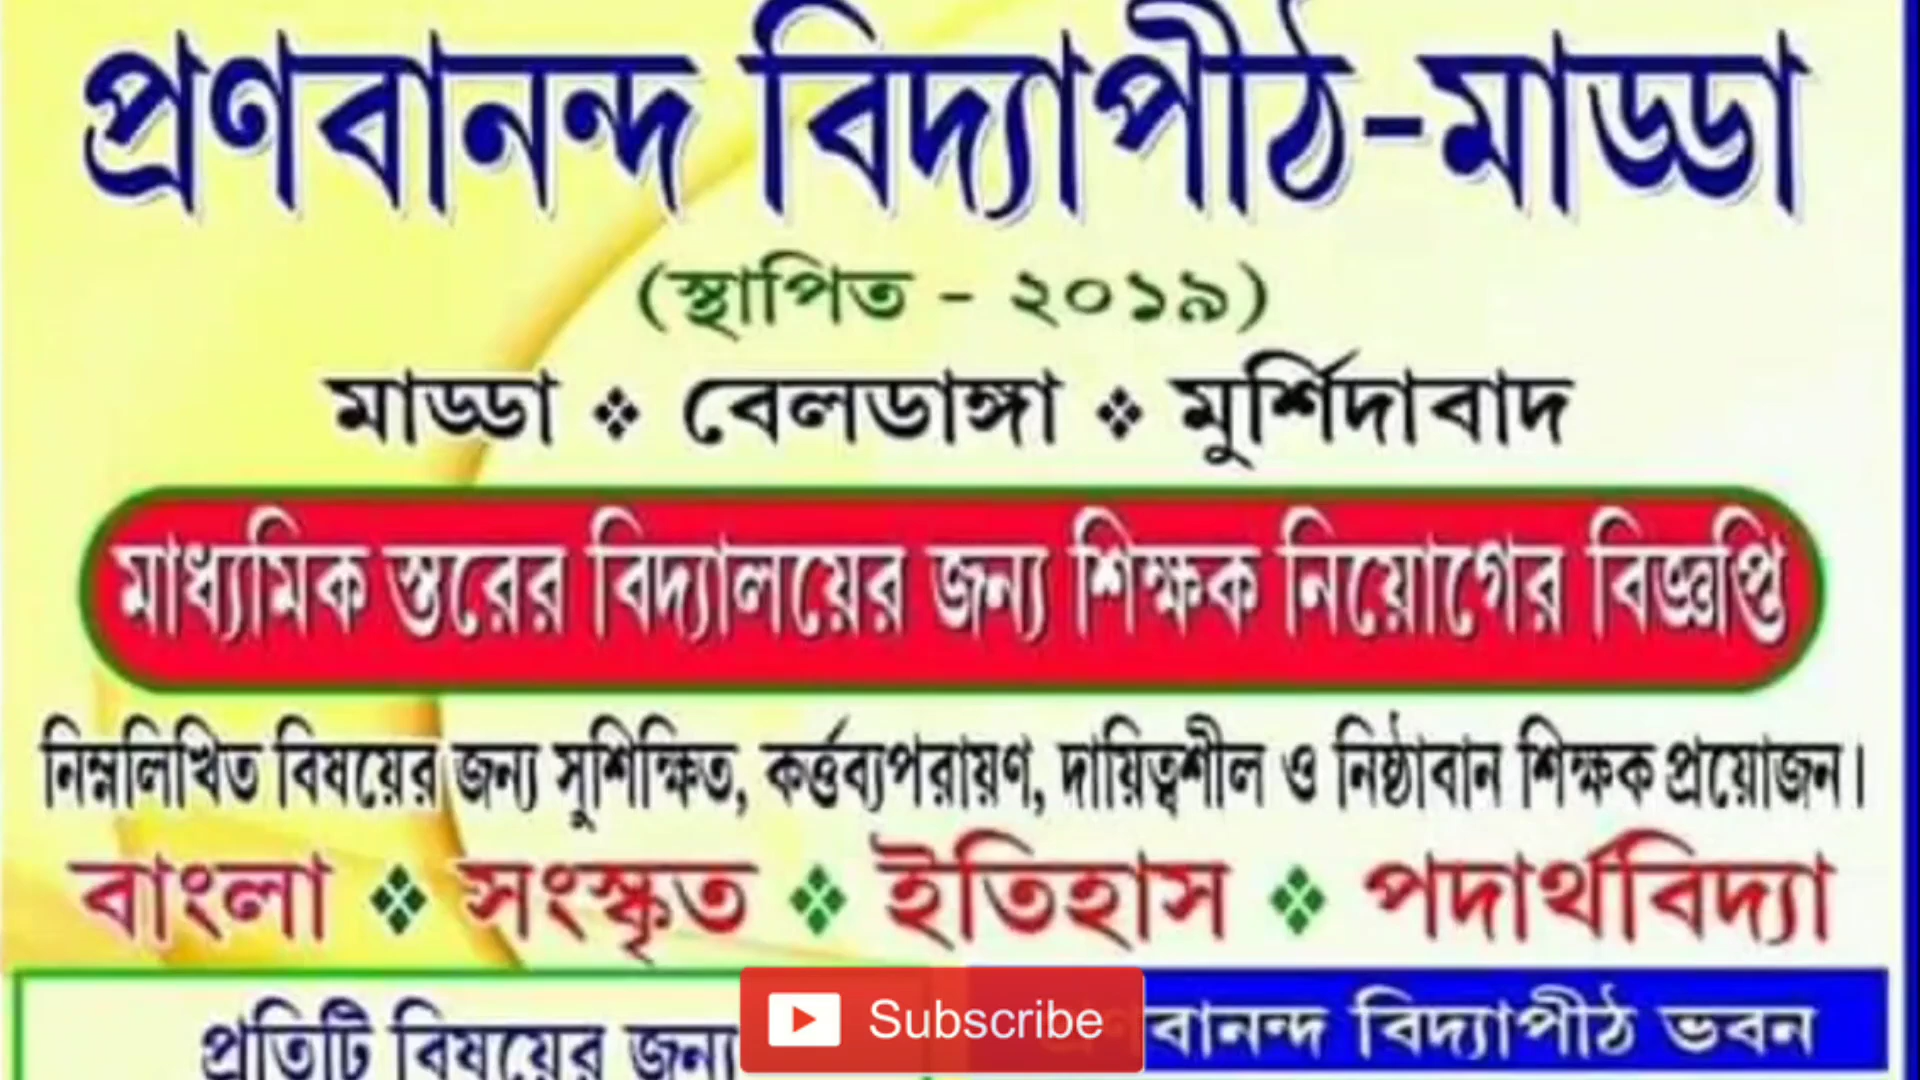 প্রণবানন্দ বিদ্যাপীঠ-মাড্ডা
(স্থাপিত - ২০১৯)
মাড্ডা ❖ বেলডাঙ্গা ❖ মুর্শিদাবাদ
মাধ্যমিক স্তরের বিদ্যালয়ের জন্য শিক্ষক নিয়োগের বিজ্ঞপ্তি
নিম্নলিখিত বিষয়ের জন্য সুশিক্ষিত, কর্ত্তব্যপরায়ণ, দায়িত্বশীল ও নিষ্ঠাবান শিক্ষক প্রয়োজন।
বাংলা ❖ সংস্কৃত ❖ ইতিহাস ❖ পদার্থবিদ্যা
প্রতিটি বিষয়ের জন্য
Subscribe
বিদ্যাপীঠ ভবন